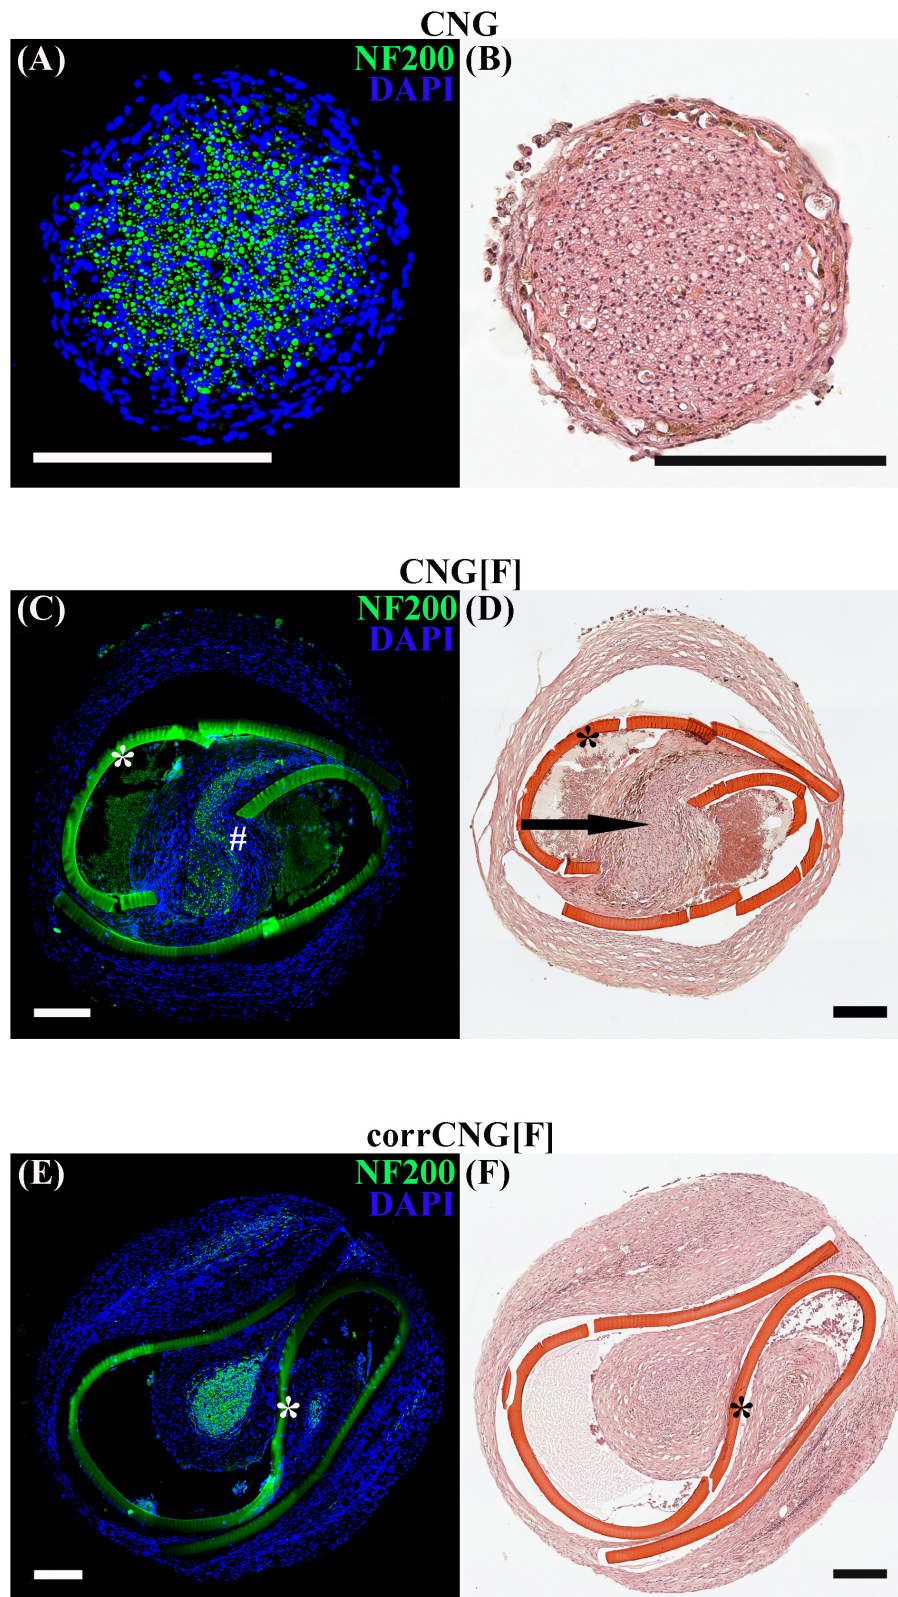 CNG
(A) NF200 (B)
DAPI
CNG[F]
(C) NF200 (D)
DAPI
*
*
#
corrCNG[F]
(E) NF200 (F)
DAPI
*
*